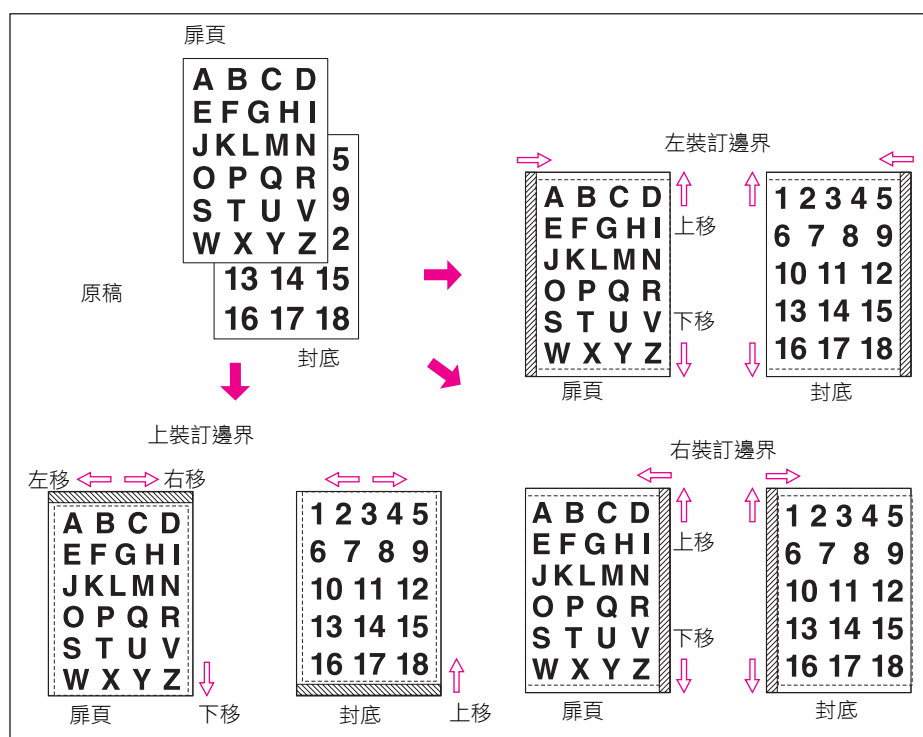 扉頁
A B C D
E F G H I
J K L M N
O P Q R
S T U V
W X Y Z
5
9
2
13 14 15
16 17 18
原稿
封底
左裝訂邊界
A B C D
E F G H I
J K L M N
O P Q R
S T U V
W X Y Z
上移
下移
扉頁
1 2 3 4 5
6 7 8 9
10 11 12
13 14 15
16 17 18
封底
上裝訂邊界
左移
右移
A B C D
E F G H I
J K L M N
O P Q R
S T U V
W X Y Z
扉頁
下移
1 2 3 4 5
6 7 8 9
10 11 12
13 14 15
16 17 18
封底
上移
右裝訂邊界
A B C D
E F G H I
J K L M N
O P Q R
S T U V
W X Y Z
上移
下移
扉頁
1 2 3 4 5
6 7 8 9
10 11 12
13 14 15
16 17 18
封底